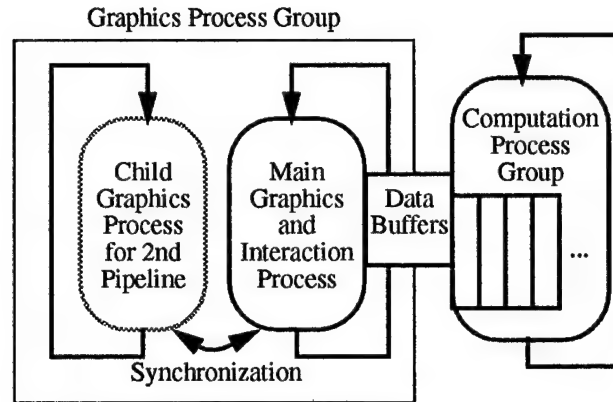 Graphics Process Group
Child
Graphics
Process
for 2nd
Pipeline
Main
Graphics
and
Interaction
Process
Data
Buffers
Computation
Process
Group
...
Synchronization